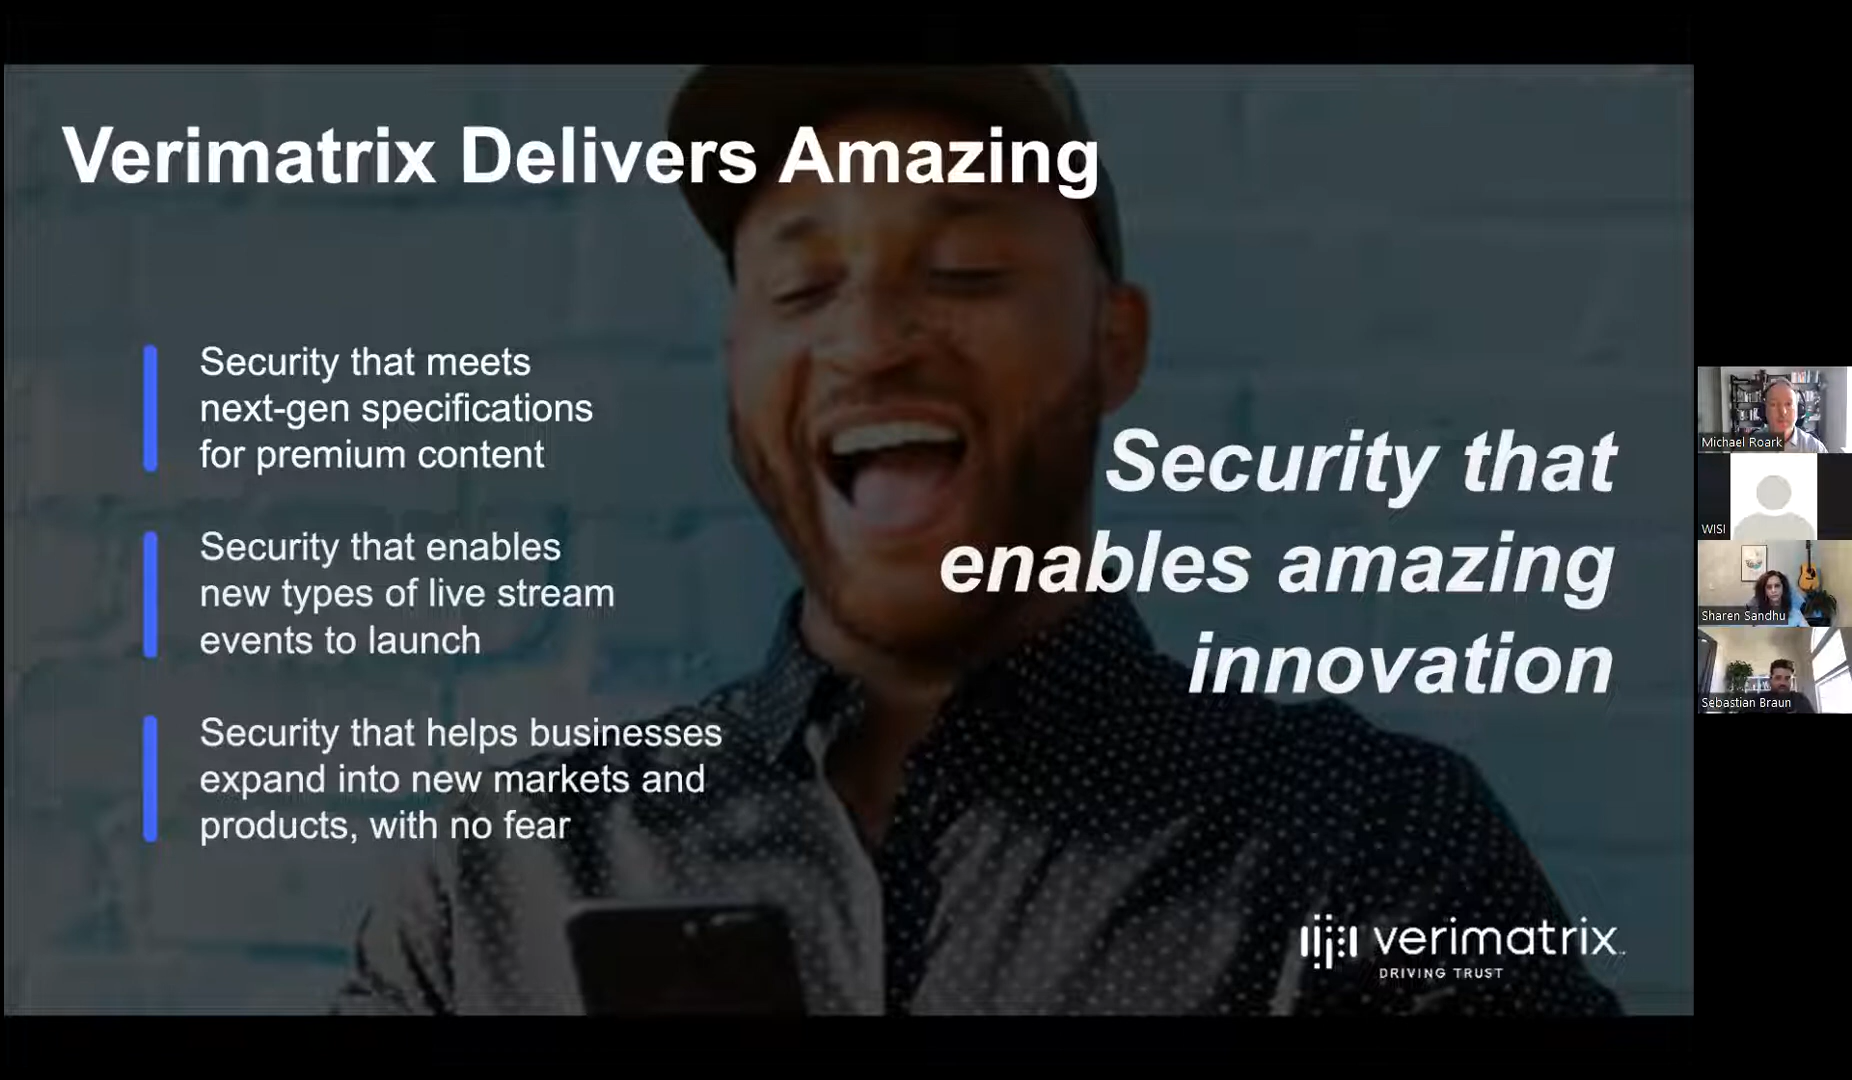 Verimatrix Delivers Amazing
Security that meets
next-gen specifications
for premium content
Security that enables
new types of live stream
events to launch
Security that helps businesses
expand into new markets and
products, with no fear
Security that
enables amazing
innovation
verimatrix
DRIVING TRUST
Michael Roark
WISI
Sharen Sandhu
Sebastian Braun